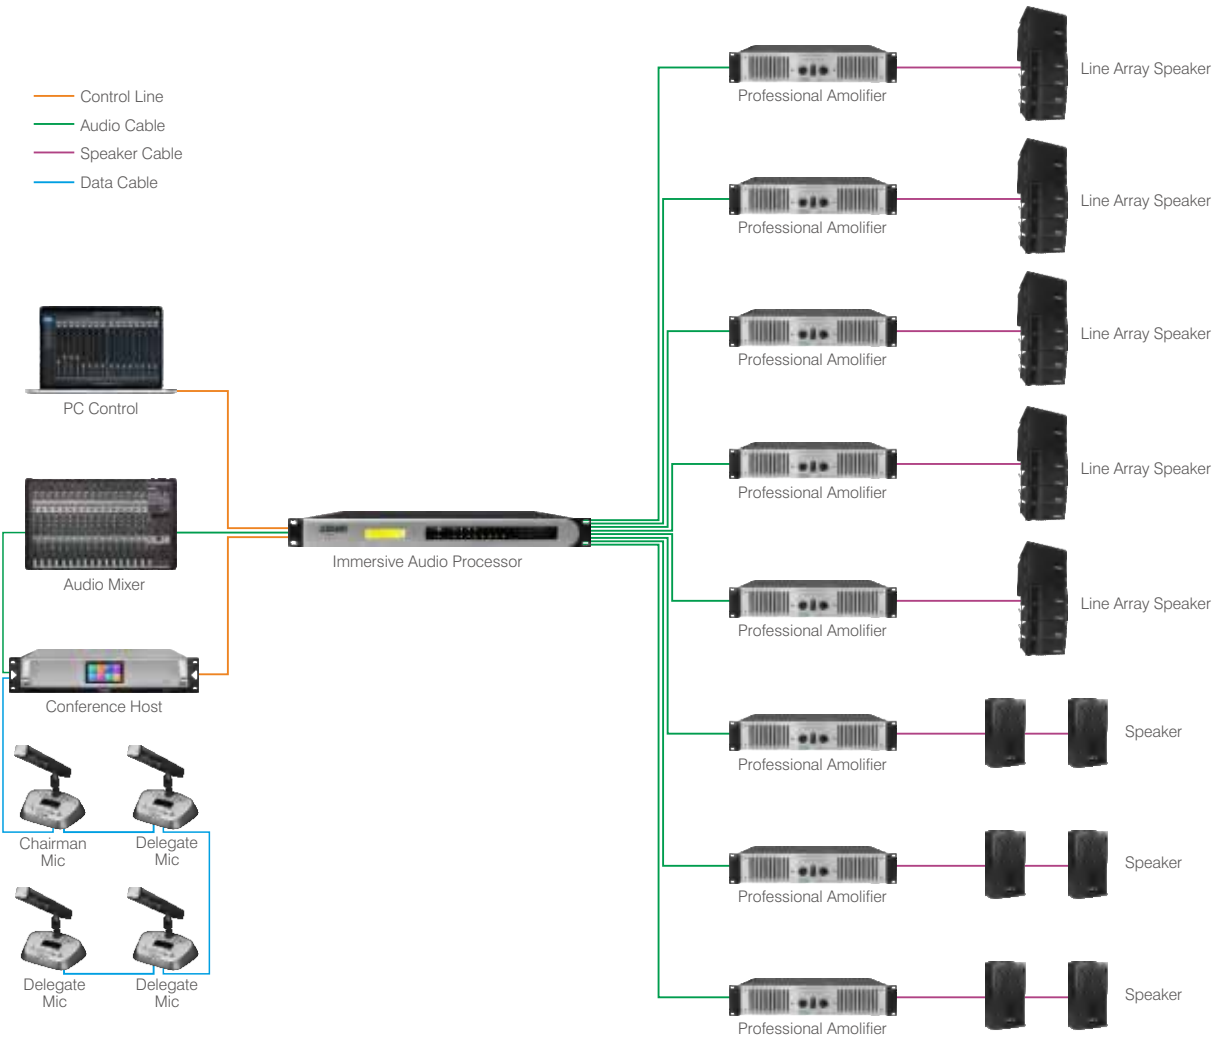 Control Line
Audio Cable
Speaker Cable
Data Cable
PC Control
Audio Mixer
Conference Host
Chairman
Mic
Delegate
Mic
Delegate
Mic
Delegate
Mic
Immersive Audio Processor
Professional Amolifier
Line Array Speaker
Professional Amolifier
Line Array Speaker
Professional Amolifier
Line Array Speaker
Professional Amolifier
Line Array Speaker
Professional Amolifier
Line Array Speaker
Professional Amolifier
Speaker
Professional Amolifier
Speaker
Professional Amolifier
Speaker